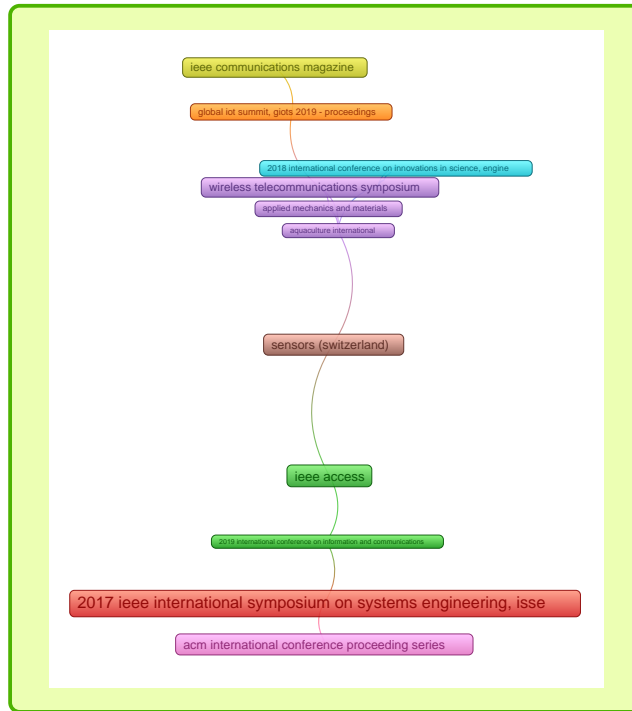 ieee communications magazine
global iot summit, giots 2019 - proceedings
2018 international conference on innovations in science, engine
wireless telecommunications symposium
applied mechanics and materials
aquaculture international
sensors (switzerland)
ieee access
2019 international conference on information and communications
2017 ieee international symposium on systems engineering, isse
acm international conference proceeding series